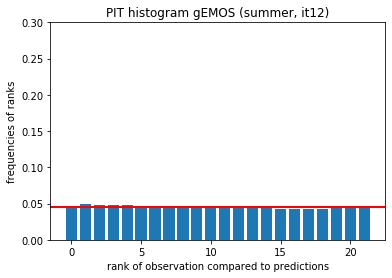 PIT histogram gEMOS (summer, it12)
0.30
0.25
0.20
0.15
0.10
0.05
0.00
frequencies of ranks
0 5 10 15 20
rank of observation compared to predictions